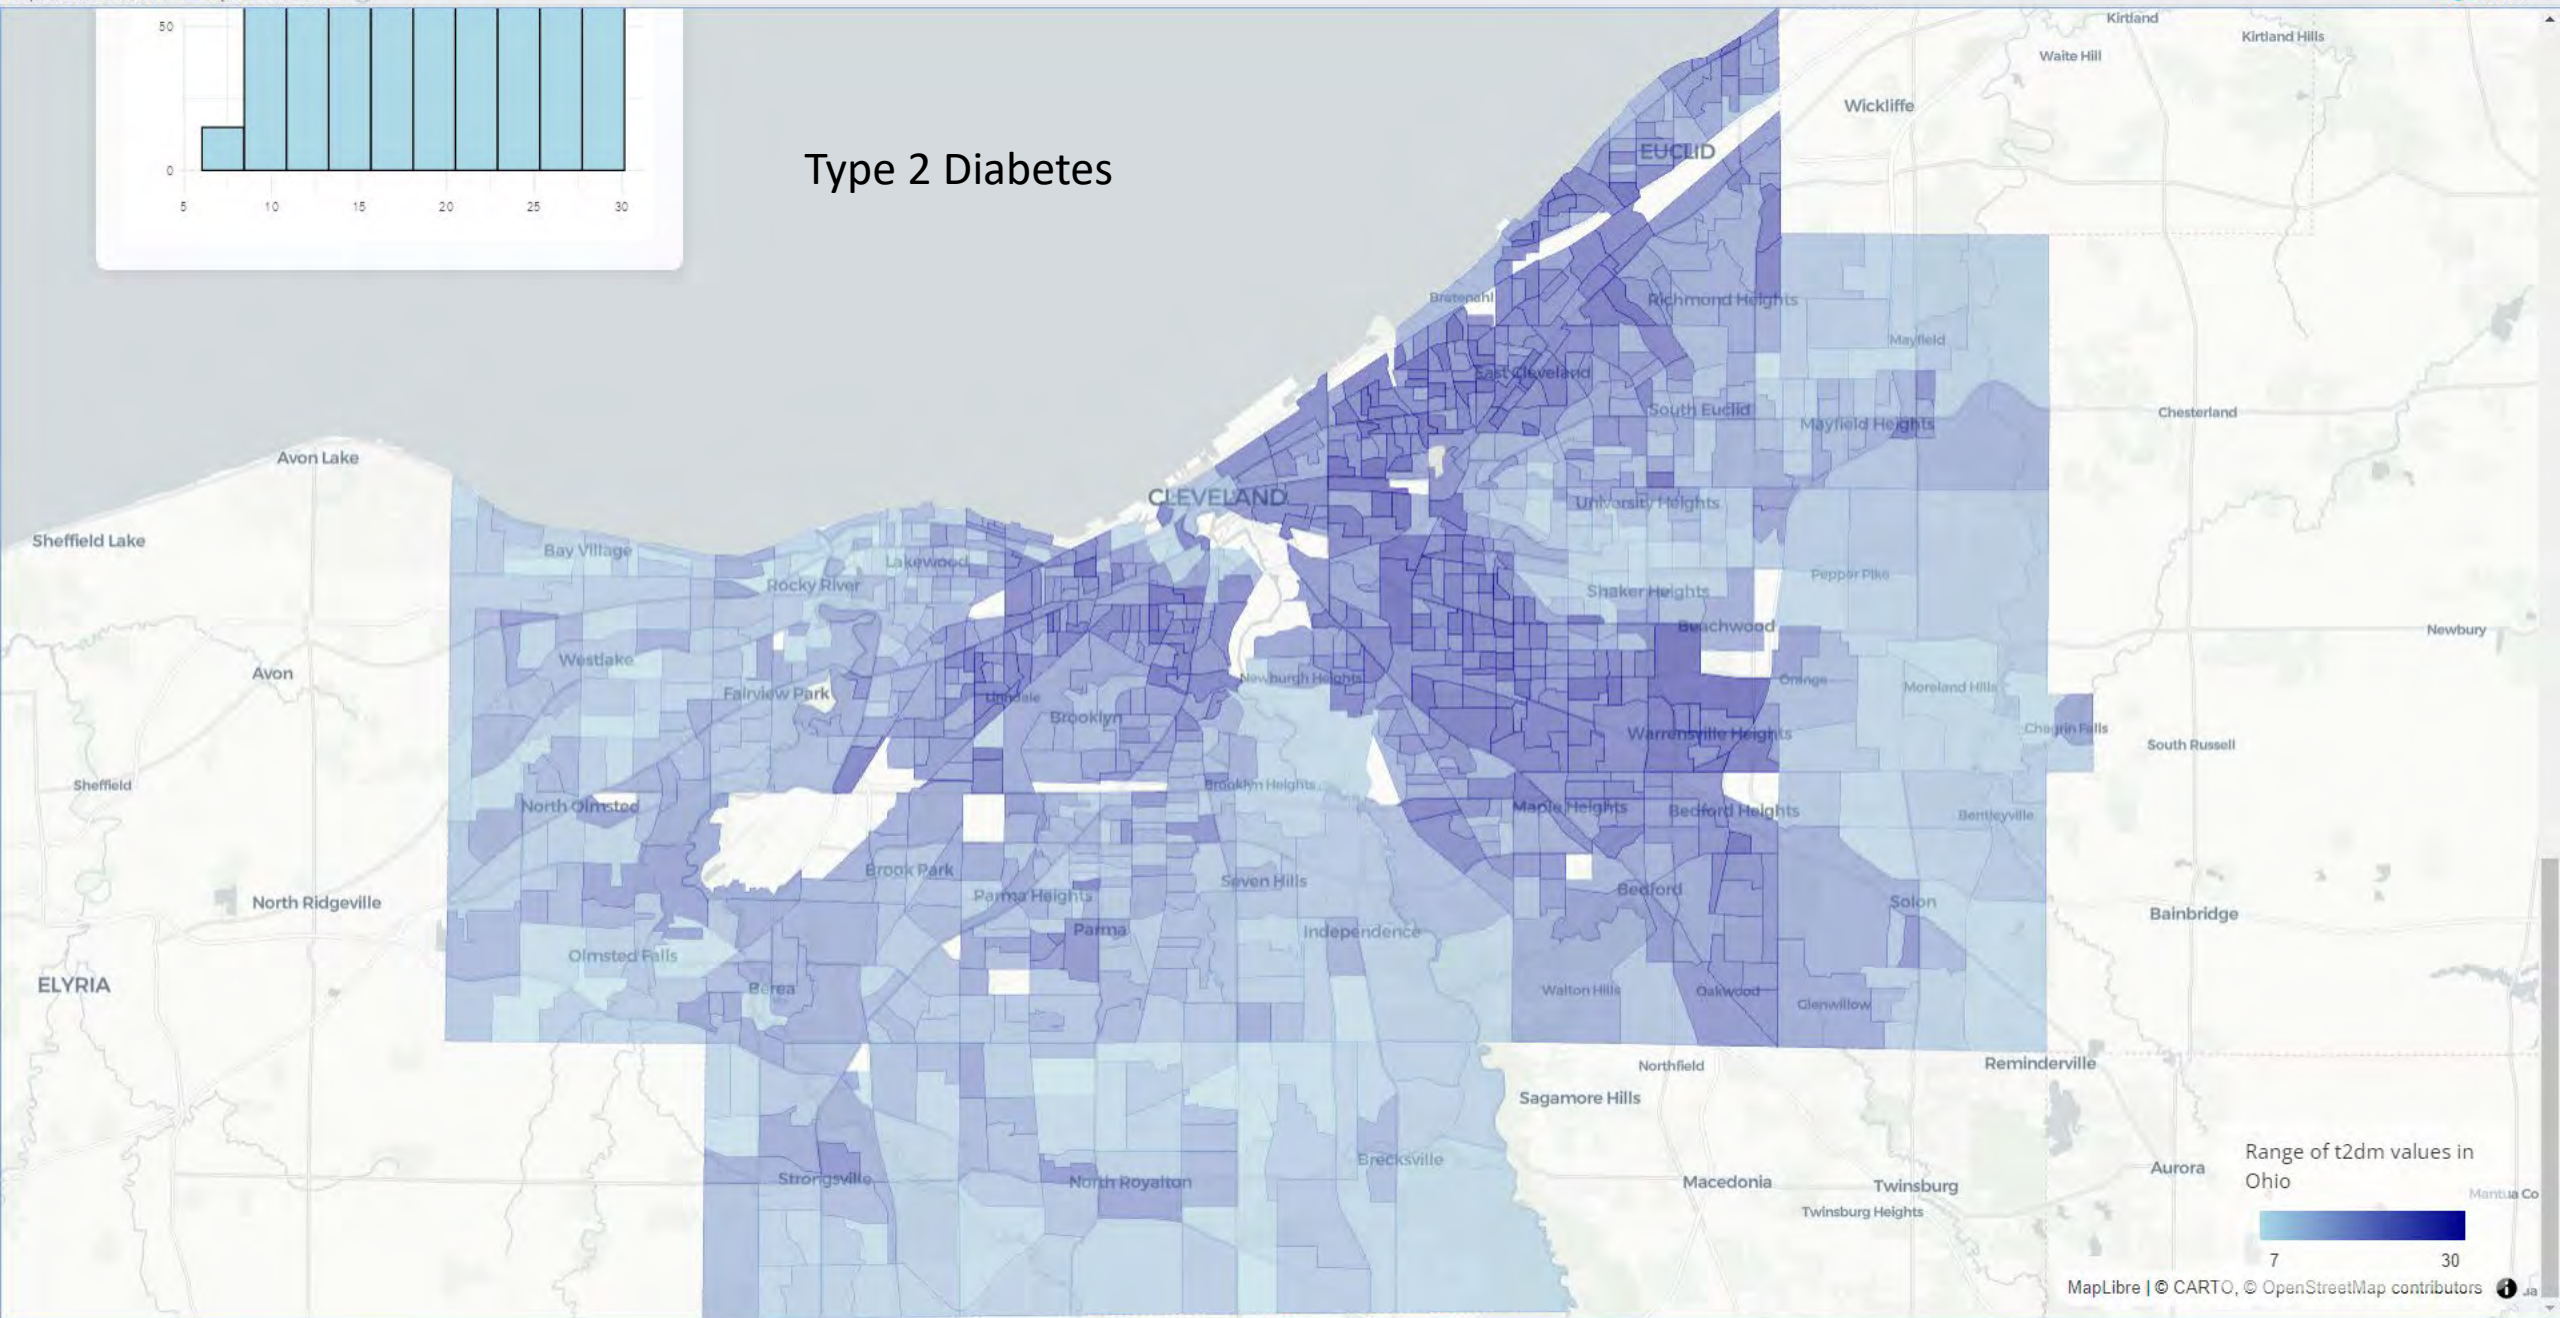 50
0
5 10 15 20 25 30
Type 2 Diabetes
Kirtland
Kirtland Hills
Waite Hill
Wickliffe
EUCLID
Bratenahl
Richmond Heights
Mayfield
East Cleveland
South Euclid
Mayfield Heights
Chesterland
Avon Lake
CLEVELAND
University Heights
Sheffield Lake
Bay Village
Lakewood
Rocky River
Shaker Heights
Pepper Pike
Beachwood
Newbury
Westlake
Avon
Fairview Park
Linndale
Newburgh Heights
Orange
Moreland Hills
Brooklyn
Warrensville Heights
Chagrin Falls
South Russell
Sheffield
Brooklyn Heights
North Olmsted
Maple Heights
Bedford Heights
Bentleyville
Brook Park
Parma Heights
Seven Hills
Bedford
Solon
North Ridgeville
Bainbridge
Parma
Independence
Olmsted Falls
ELYRIA
Berea
Walton Hills
Oakwood
Glenwillow
Northfield
Reminderville
Sagamore Hills
Strongsville
North Royalton
Brecksville
Macedonia
Twinsburg
Twinsburg Heights
Aurora
Mantua Co
Range of t2dm values in
Ohio
7 30
MapLibre | © CARTO, © OpenStreetMap contributors